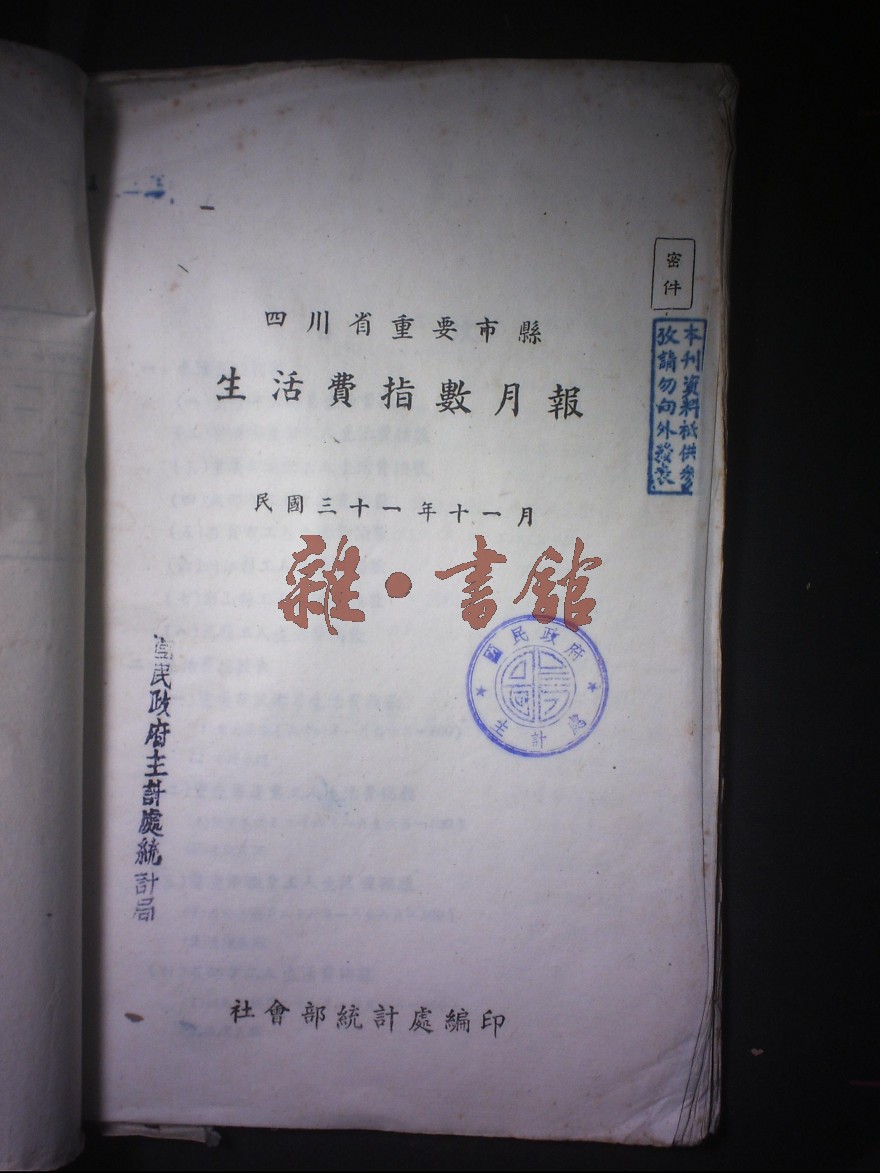 密件
本刊資料祗供參
攷請勿向外發表
四川省重要市縣
生活費指數月報
民國三十一年十一月
雜·書館
國民政府
主計處
國民政府主計處統計局
社會部統計處編印